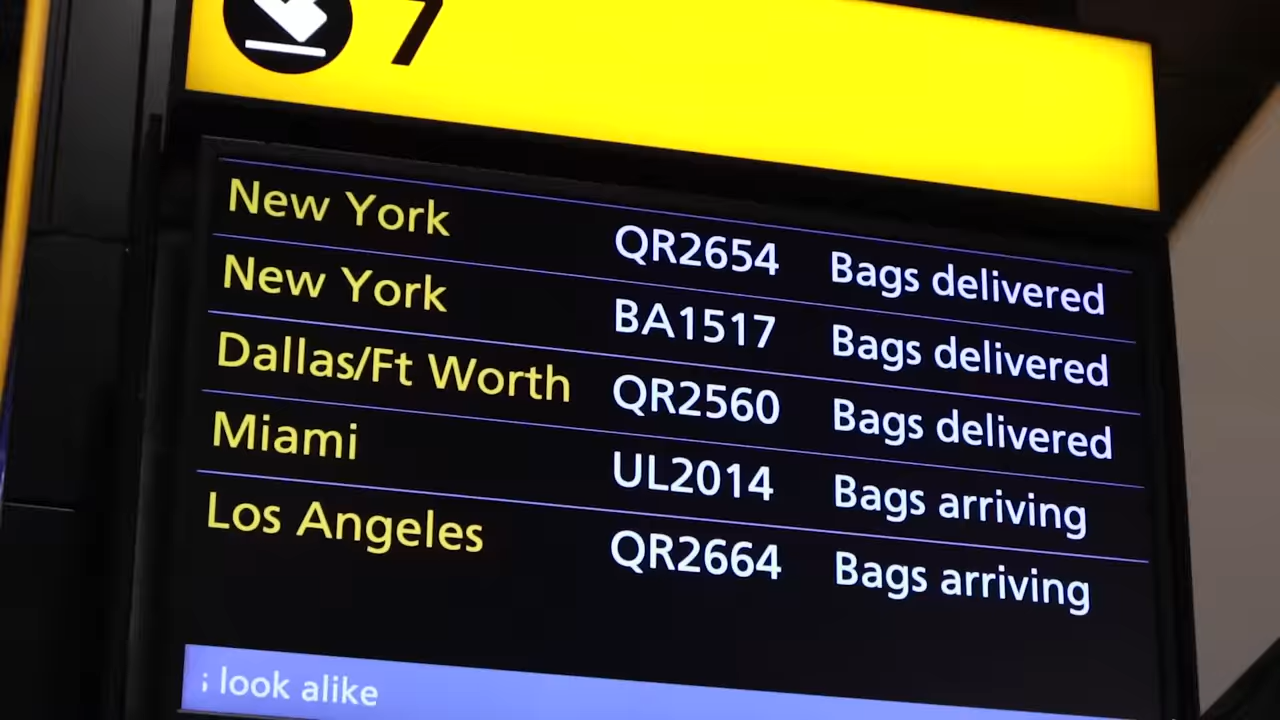 7
New York QR2654 Bags delivered
New York BA1517 Bags delivered
Dallas/Ft Worth QR2560 Bags delivered
Miami UL2014 Bags arriving
Los Angeles QR2664 Bags arriving
look alike